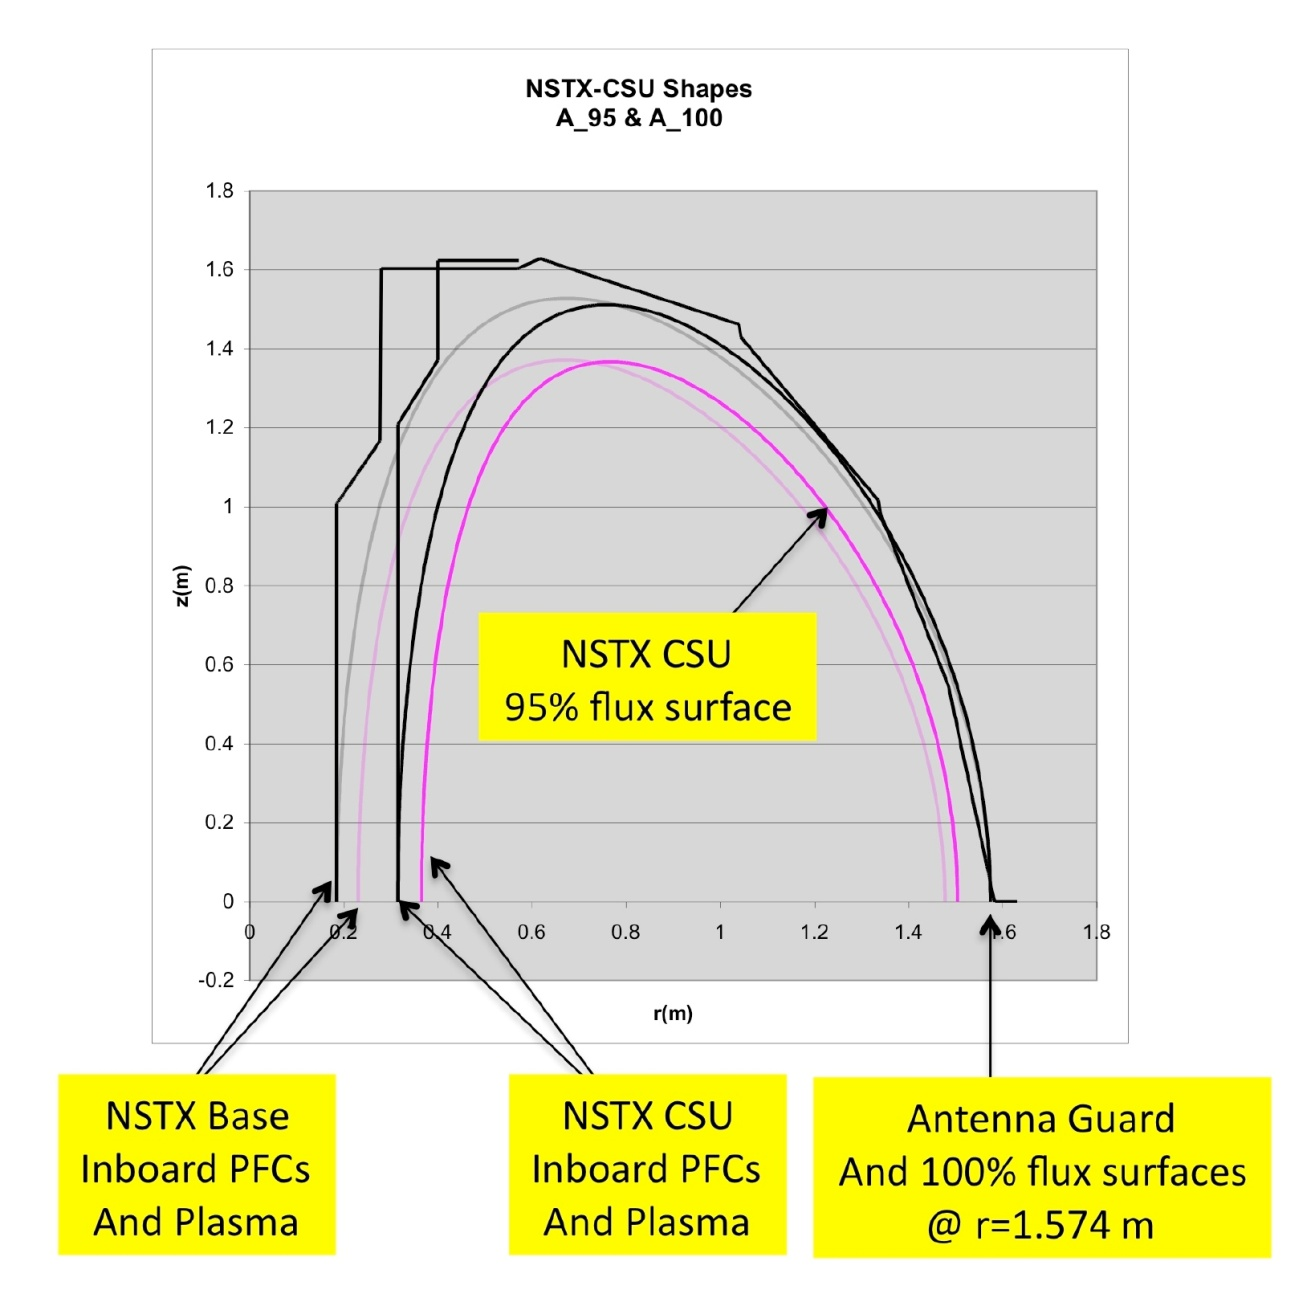 NSTX-CSU Shapes
A_95 & A_100
1.8
1.6
1.4
1.2
1
0.8
0.6
0.4
0.2
0
-0.2
z(m)
0 0.2 0.4 0.6 0.8 1 1.2 1.4 1.6 1.8
r(m)
NSTX CSU
95% flux surface
NSTX Base
Inboard PFCs
And Plasma
NSTX CSU
Inboard PFCs
And Plasma
Antenna Guard
And 100% flux surfaces
@ r=1.574 m